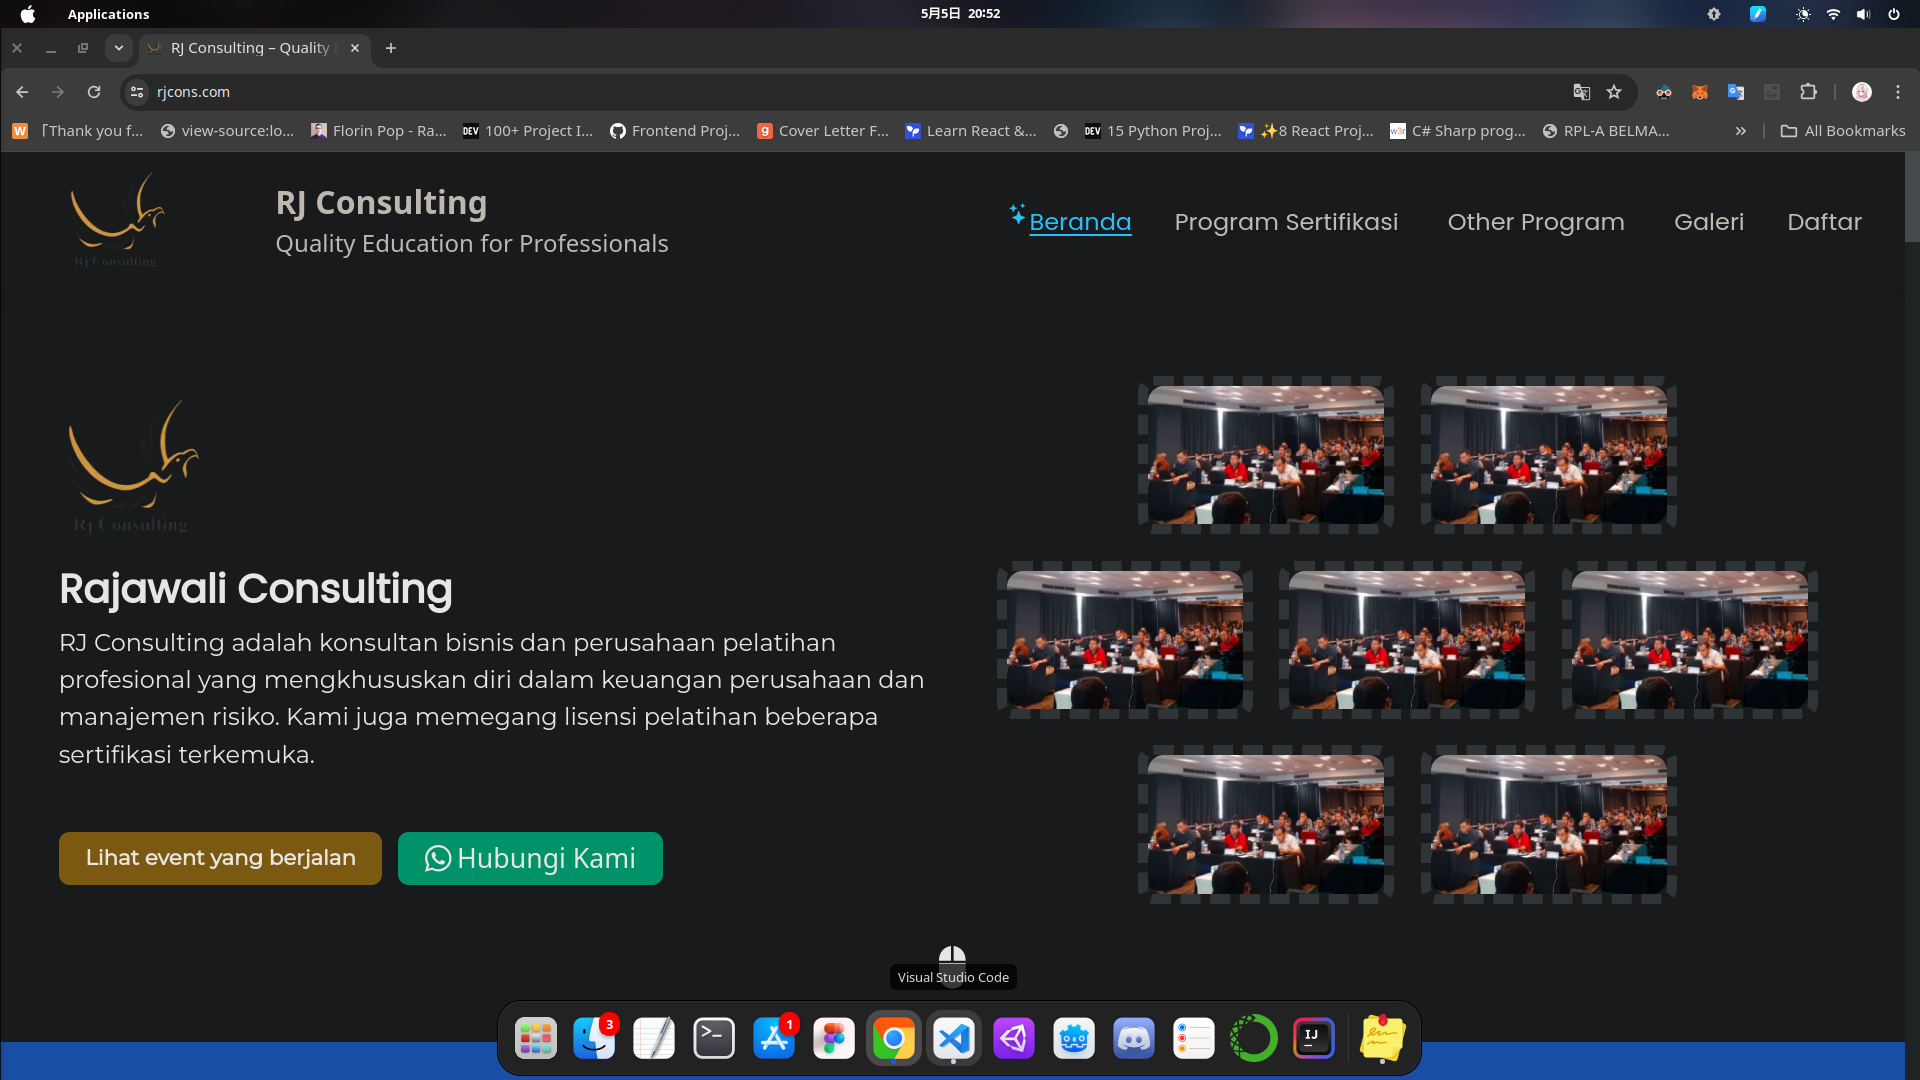 Applications
5月5日 20:52
RJ Consulting – Quality
rjcons.com
「Thank you f...
view-source:lo...
Florin Pop - Ra...
DEV 100+ Project I...
Frontend Proj...
Cover Letter F...
Learn React &...
DEV 15 Python Proj...
✨8 React Proj...
w3r C# Sharp prog...
RPL-A BELMA...
»
All Bookmarks
Rj Consulting
RJ Consulting
Quality Education for Professionals
Beranda
Program Sertifikasi
Other Program
Galeri
Daftar
Rj Consulting
Rajawali Consulting
RJ Consulting adalah konsultan bisnis dan perusahaan pelatihan
profesional yang mengkhususkan diri dalam keuangan perusahaan dan
manajemen risiko. Kami juga memegang lisensi pelatihan beberapa
sertifikasi terkemuka.
Lihat event yang berjalan
Hubungi Kami
Visual Studio Code
3
1
IJ